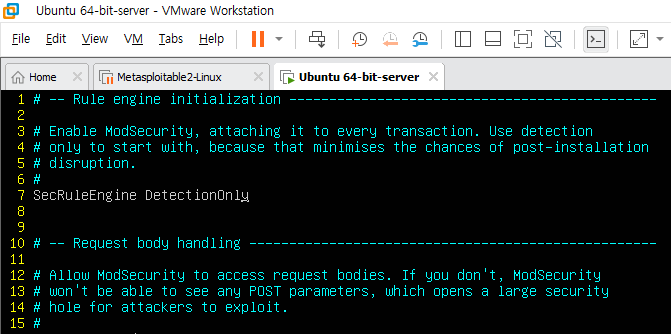 Ubuntu 64-bit-server - VMware Workstation
File Edit View VM Tabs Help
Home Metasploitable2-Linux Ubuntu 64-bit-server
1 # -- Rule engine initialization ----------------------------------------------
2
3 # Enable ModSecurity, attaching it to every transaction. Use detection
4 # only to start with, because that minimises the chances of post-installation
5 # disruption.
6 #
7 SecRuleEngine DetectionOnly
8
9
10 # -- Request body handling ---------------------------------------------------
11
12 # Allow ModSecurity to access request bodies. If you don't, ModSecurity
13 # won't be able to see any POST parameters, which opens a large security
14 # hole for attackers to exploit.
15 #